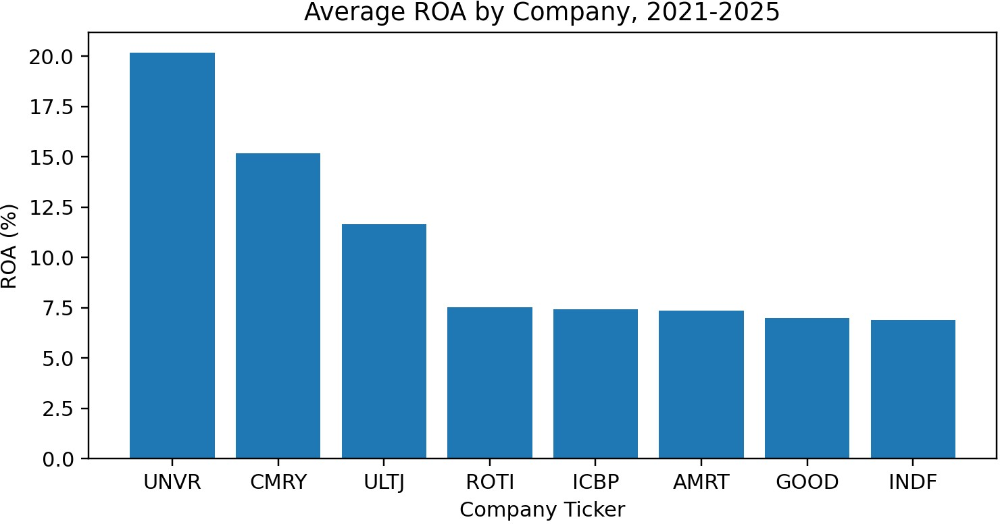 Average ROA by Company, 2021-2025
ROA (%)
20.0
17.5
15.0
12.5
10.0
7.5
5.0
2.5
0.0
UNVR CMRY ULTJ ROTI ICBP AMRT GOOD INDF
Company Ticker